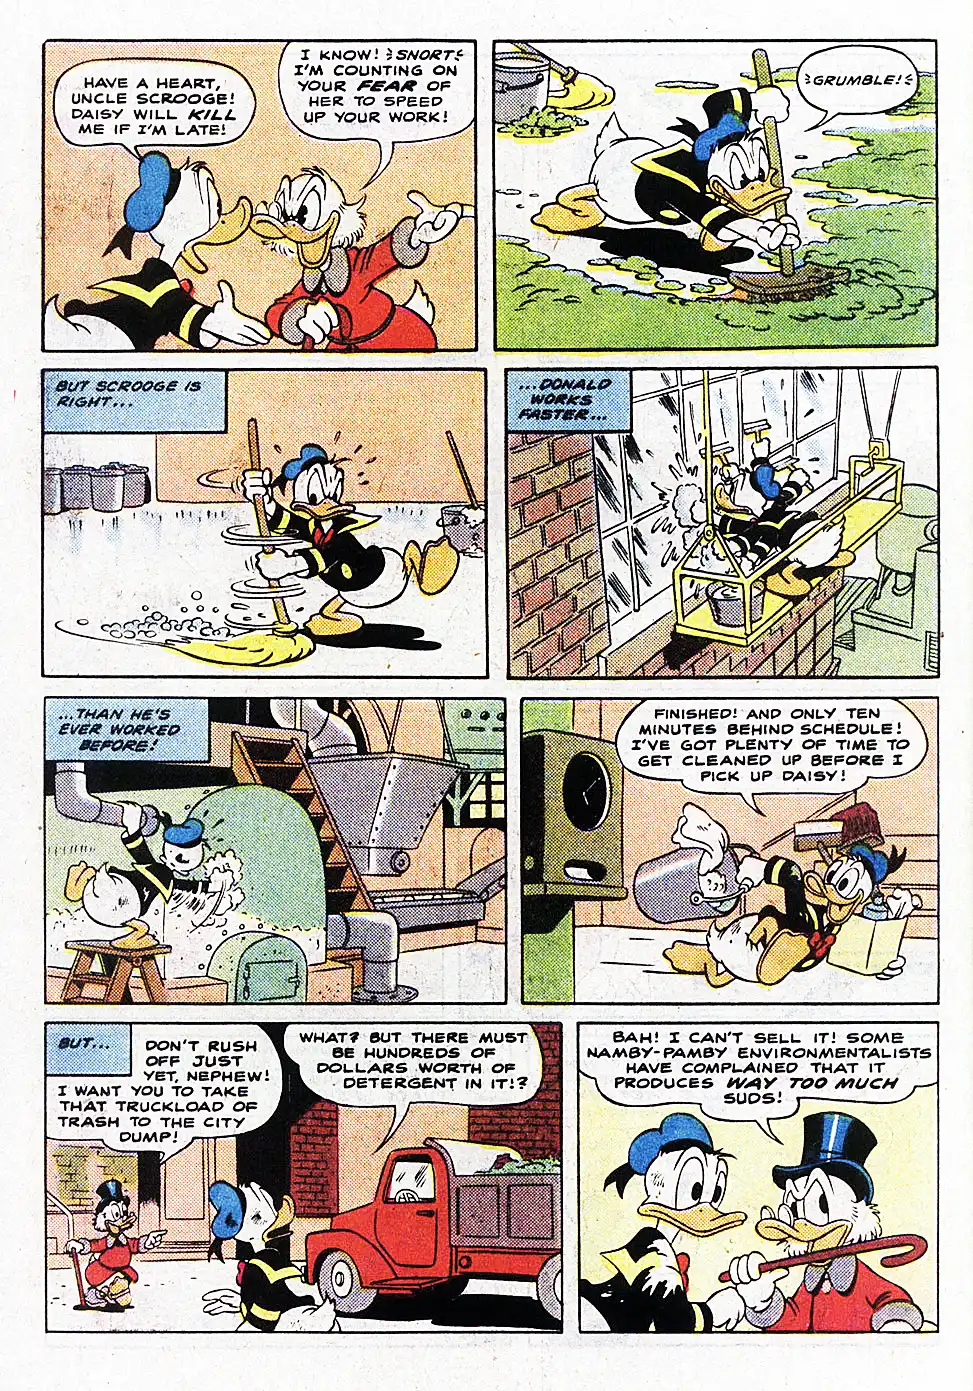 HAVE A HEART,
UNCLE SCROOGE!
DAISY WILL KILL
ME IF I'M LATE!
I KNOW! SNORT!
I'M COUNTING ON
YOUR FEAR OF
HER TO SPEED
UP YOUR WORK!
GRUMBLE!
BUT SCROOGE IS
RIGHT...
...DONALD
WORKS
FASTER...
...THAN HE'S
EVER WORKED
BEFORE!
FINISHED! AND ONLY TEN
MINUTES BEHIND SCHEDULE!
I'VE GOT PLENTY OF TIME TO
GET CLEANED UP BEFORE I
PICK UP DAISY!
BUT...
DON'T RUSH
OFF JUST
YET, NEPHEW!
I WANT YOU TO TAKE
THAT TRUCKLOAD OF
TRASH TO THE CITY
DUMP!
WHAT? BUT THERE MUST
BE HUNDREDS OF
DOLLARS WORTH OF
DETERGENT IN IT!?
BAH! I CAN'T SELL IT! SOME
NAMBY-PAMBY ENVIRONMENTALISTS
HAVE COMPLAINED THAT IT
PRODUCES WAY TOO MUCH
SUDS!